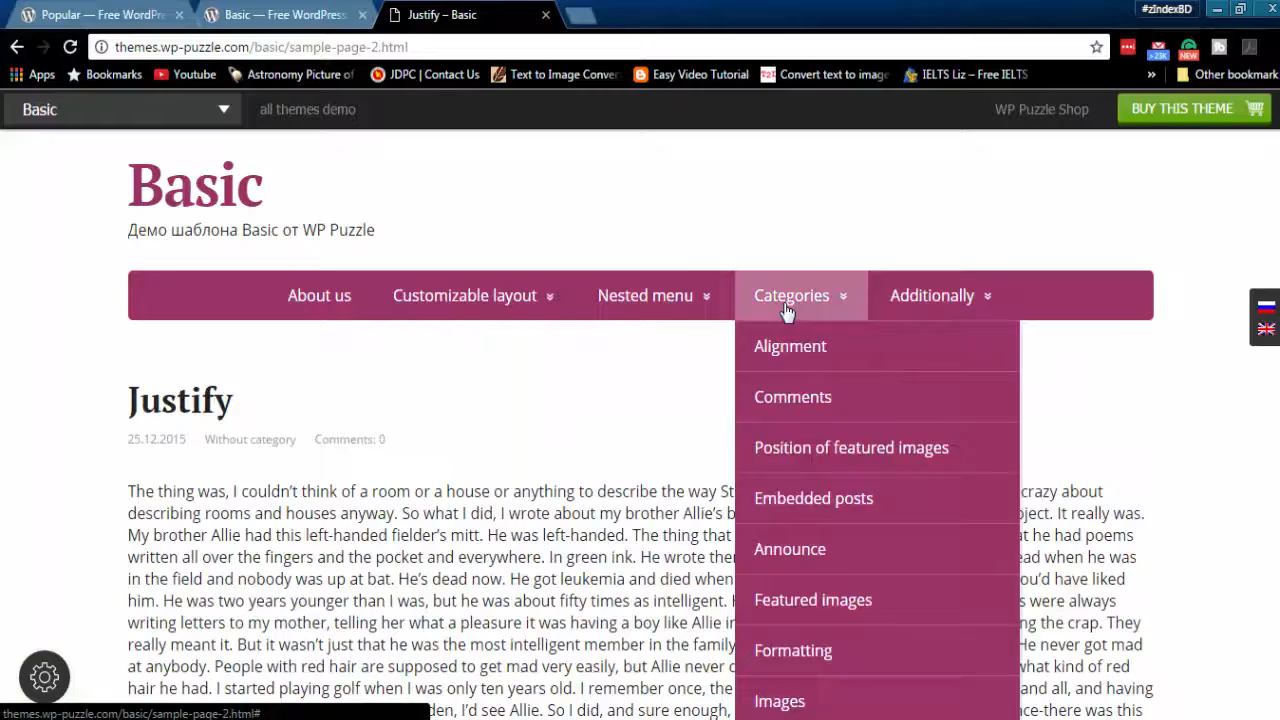 Popular — Free WordPre
Basic — Free WordPress
Justify – Basic
#zIndexBD
themes.wp-puzzle.com/basic/sample-page-2.html
>23K
NEW
Apps
Bookmarks
Youtube
Astronomy Picture of
JDPC | Contact Us
Text to Image Conver
Easy Video Tutorial
Convert text to image
IELTS Liz – Free IELTS
»
Other bookmark
Basic
all themes demo
WP Puzzle Shop
BUY THIS THEME
Basic
Демо шаблона Basic от WP Puzzle
About us
Customizable layout
Nested menu
Categories
Additionally
Alignment
Comments
Position of featured images
Embedded posts
Announce
Featured images
Formatting
Images
Justify
25.12.2015 Without category Comments: 0
The thing was, I couldn’t think of a room or a house or anything to describe the way St crazy about
describing rooms and houses anyway. So what I did, I wrote about my brother Allie’s b ject. It really was.
My brother Allie had this left-handed fielder’s mitt. He was left-handed. The thing that t he had poems
written all over the fingers and the pocket and everywhere. In green ink. He wrote ther ead when he was
in the field and nobody was up at bat. He’s dead now. He got leukemia and died when ou’d have liked
him. He was two years younger than I was, but he was about fifty times as intelligent. H s were always
writing letters to my mother, telling her what a pleasure it was having a boy like Allie in ng the crap. They
really meant it. But it wasn’t just that he was the most intelligent member in the family e never got mad
at anybody. People with red hair are supposed to get mad very easily, but Allie never d what kind of red
hair he had. I started playing golf when I was only ten years old. I remember once, the and all, and having
den, I’d see Allie. So I did, and sure enough, nce-there was this
themes.wp-puzzle.com/basic/sample-page-2.html#